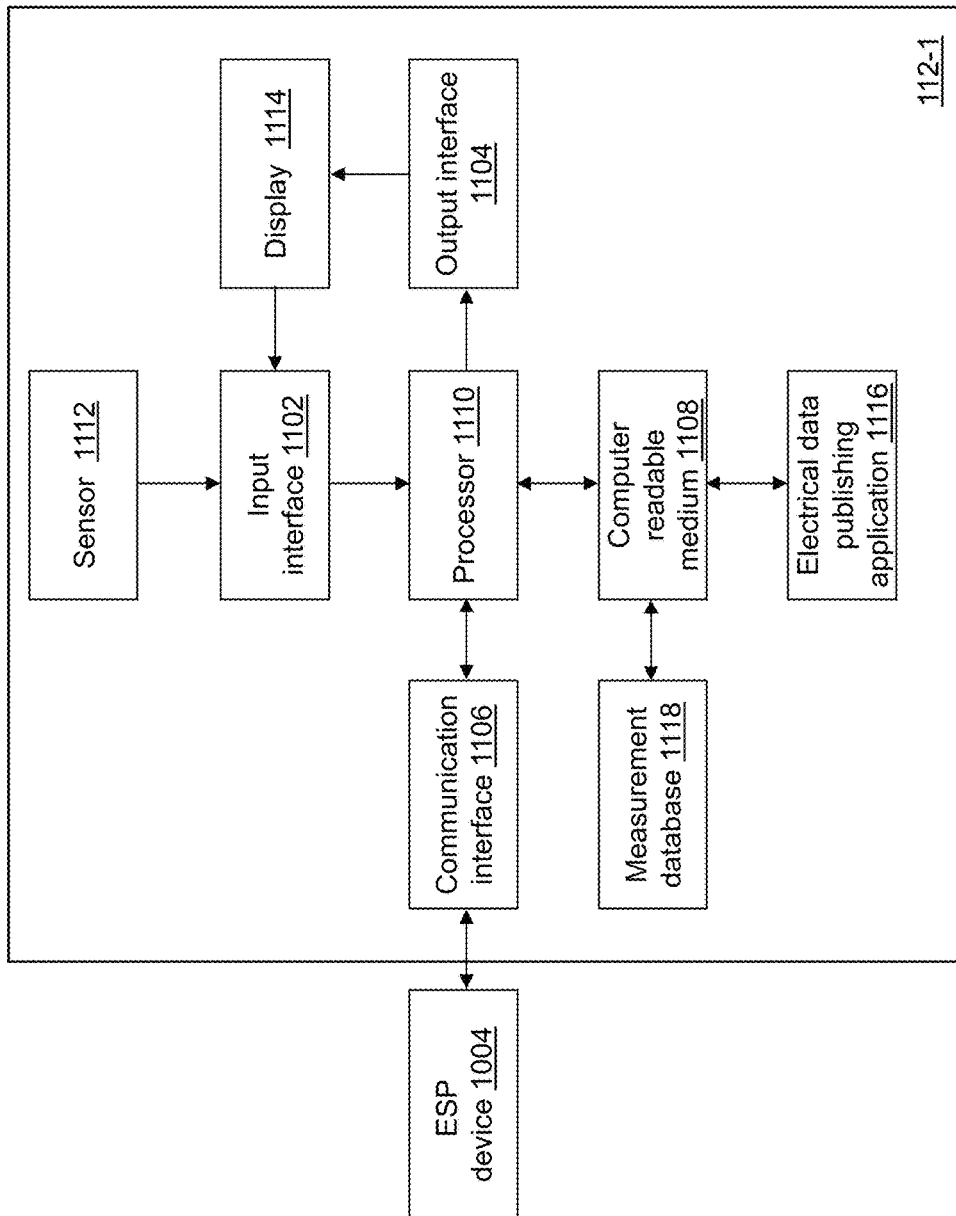 112-1
Sensor 1112
Display 1114
Input
interface 1102
Output interface
1104
Processor 1110
Communication
interface 1106
ESP
device 1004
Computer
readable
medium 1108
Measurement
database 1118
Electrical data
publishing
application 1116